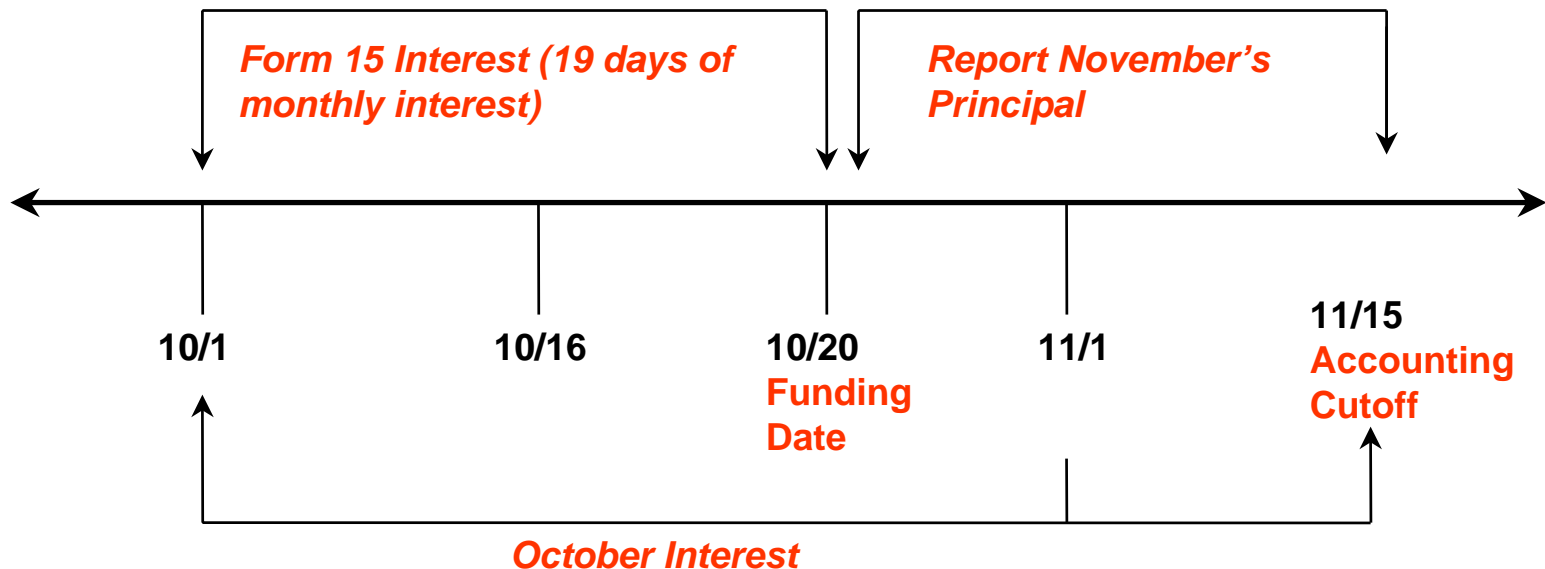 Form 15 Interest (19 days of
monthly interest)
Report November’s
Principal
10/1
10/16
10/20
Funding
Date
11/1
11/15
Accounting
Cutoff
October Interest